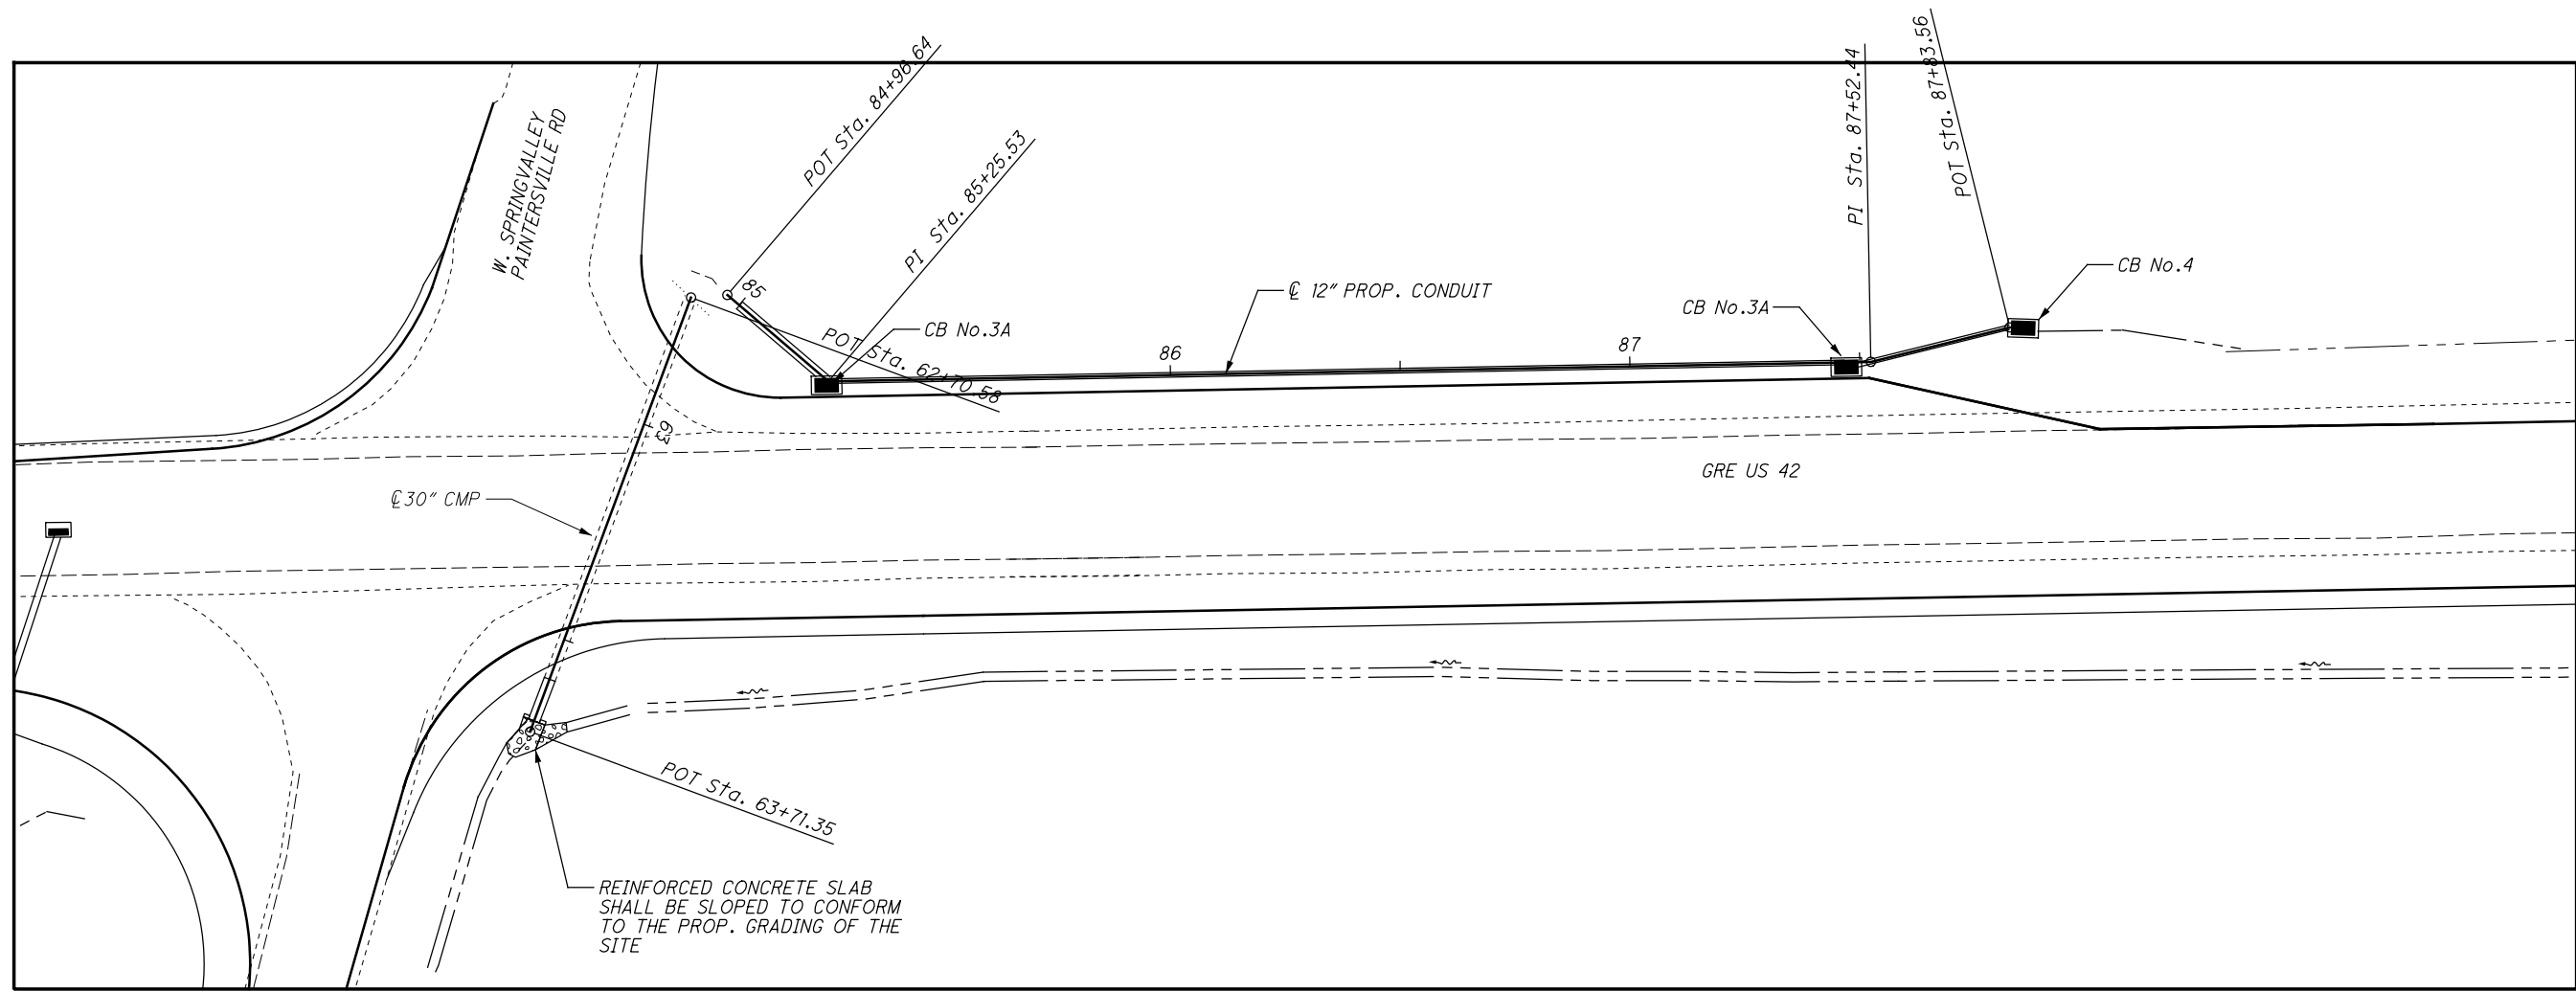 W. SPRINGVALLEY
PAINTERSVILLE RD
POT Sta. 84+96.64
PI Sta. 85+25.53
PI Sta. 87+52.44
POT Sta. 87+83.56
85
CB No.3A
POT Sta. 62+70.58
86
℄ 12" PROP. CONDUIT
CB No.3A
87
CB No.4
63
GRE US 42
℄ 30" CMP
POT Sta. 63+71.35
REINFORCED CONCRETE SLAB
SHALL BE SLOPED TO CONFORM
TO THE PROP. GRADING OF THE
SITE